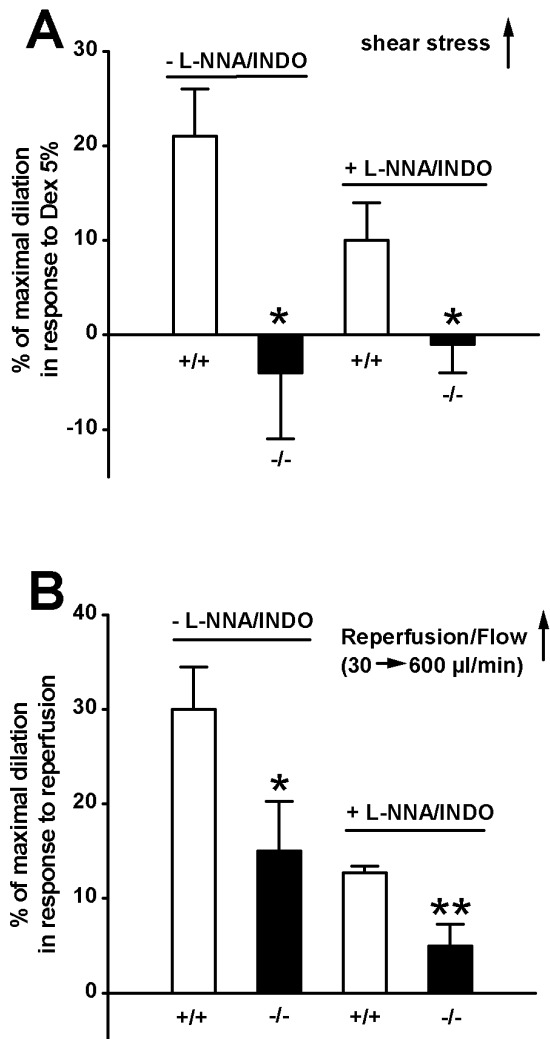 A
shear stress
- L-NNA/INDO
+ L-NNA/INDO
% of maximal dilation
in response to Dex 5%
30
20
10
0
-10
*
*
+/+
-/-
+/+
-/-
B
- L-NNA/INDO
Reperfusion/Flow
(30 → 600 µl/min)
+ L-NNA/INDO
% of maximal dilation
in response to reperfusion
40
30
20
10
0
*
**
+/+
-/-
+/+
-/-